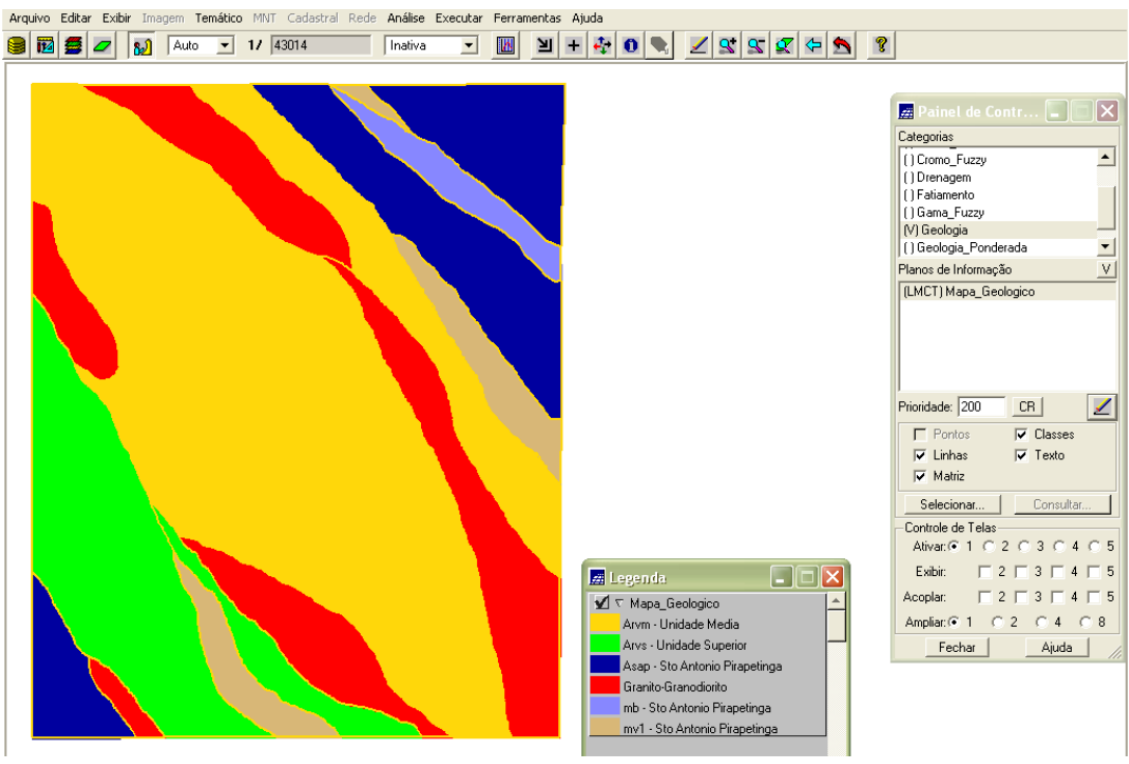 Arquivo Editar Exibir Imagem Temático MNT Cadastral Rede Análise Executar Ferramentas Ajuda
Auto 1/ 43014 Inativa
Painel de Contr...
Categorias
( ) Cromo_Fuzzy
( ) Drenagem
( ) Fatiamento
( ) Gama_Fuzzy
(V) Geologia
( ) Geologia_Ponderada
Planos de Informação V
(LMCT) Mapa_Geologico
Prioridade: 200 CR
Pontos Classes
Linhas Texto
Matriz
Selecionar... Consultar...
Controle de Telas
Ativar: 1 2 3 4 5
Exibir: 2 3 4 5
Acoplar: 2 3 4 5
Ampliar: 1 2 4 8
Fechar Ajuda
Legenda
Mapa_Geologico
Arvm - Unidade Media
Arvs - Unidade Superior
Asap - Sto Antonio Pirapetinga
Granito-Granodiorito
mb - Sto Antonio Pirapetinga
mv1 - Sto Antonio Pirapetinga